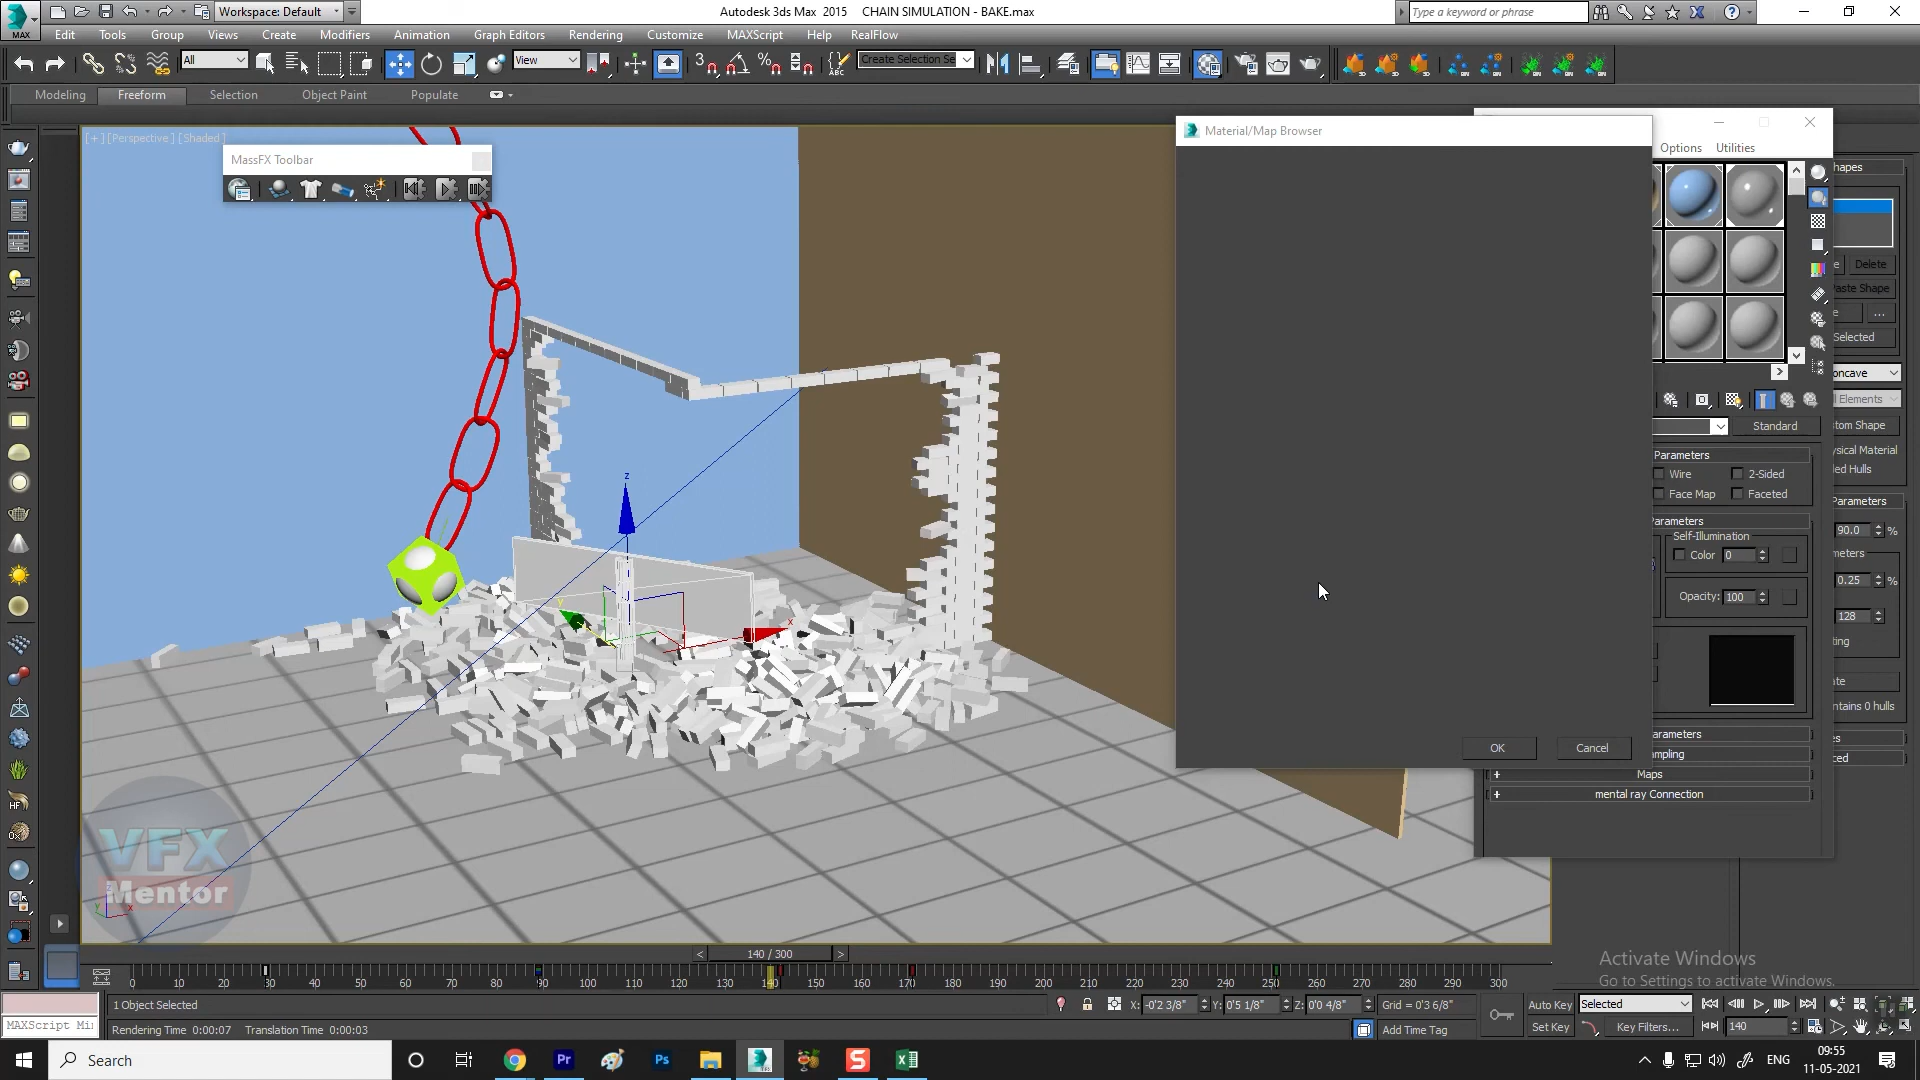 Workspace: Default
Autodesk 3ds Max 2015 CHAIN SIMULATION - BAKE.max
Type a keyword or phrase
MAX
Edit Tools Group Views Create Modifiers Animation Graph Editors Rendering Customize MAXScript Help RealFlow
All
View
Create Selection Se
Modeling Freeform Selection Object Paint Populate
[+] [Perspective] [Shaded]
MassFX Toolbar
Material/Map Browser
Options Utilities
hapes
Delete
aste Shape
...
Selected
oncave
l Elements
Standard
tom Shape
Parameters
ysical Material
Wire 2-Sided
ed Hulls
Face Map Faceted
Parameters
arameters
Self-Illumination
90.0 %
Color 0
meters
0.25 %
Opacity: 100
128
ting
ate
ntains 0 hulls
arameters
es
OK Cancel
mpling
ced
Maps
mental ray Connection
z
x
VFX
Mentor
140 / 300
0 10 20 30 40 50 60 70 80 90 100 110 120 130 140 150 160 170 180 190 200 210 220 230 240 250 260 270 280 290 300
Activate Windows
Go to Settings to activate Windows.
1 Object Selected
X: -0'2 3/8" Y: 0'5 1/8" Z: 0'0 4/8" Grid = 0'3 6/8"
Auto Key Selected
MAXScript Mi
Rendering Time 0:00:07 Translation Time 0:00:03
Add Time Tag
Set Key Key Filters... 140
Search
Pr Ps S
ENG
09:55
11-05-2021